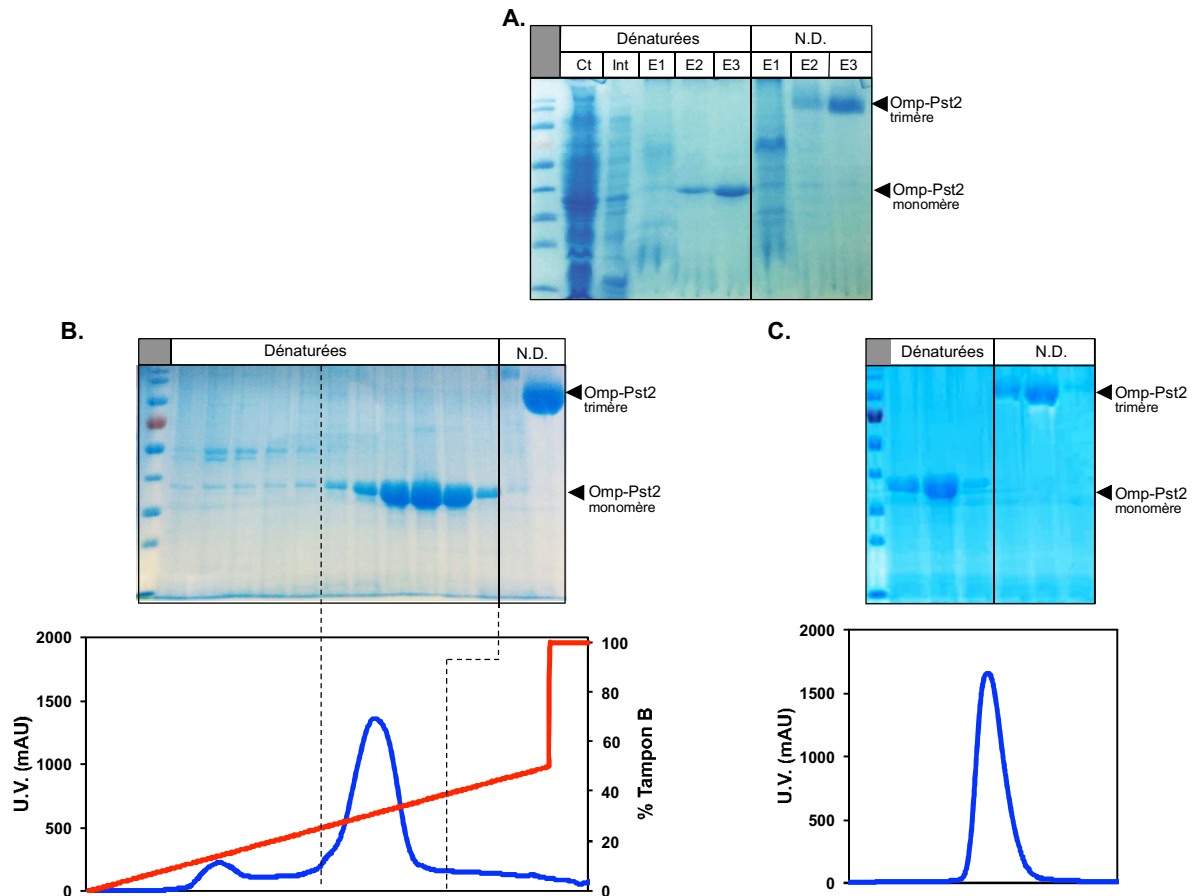 A.
Dénaturées N.D.
Ct Int E1 E2 E3 E1 E2 E3
Omp-Pst2
trimère
Omp-Pst2
monomère
B.
Dénaturées N.D.
Omp-Pst2
trimère
Omp-Pst2
monomère
2000
1500
1000
500
0
U.V. (mAU)
100
80
60
40
20
0
% Tampon B
C.
Dénaturées N.D.
Omp-Pst2
trimère
Omp-Pst2
monomère
2000
1500
1000
500
0
U.V. (mAU)